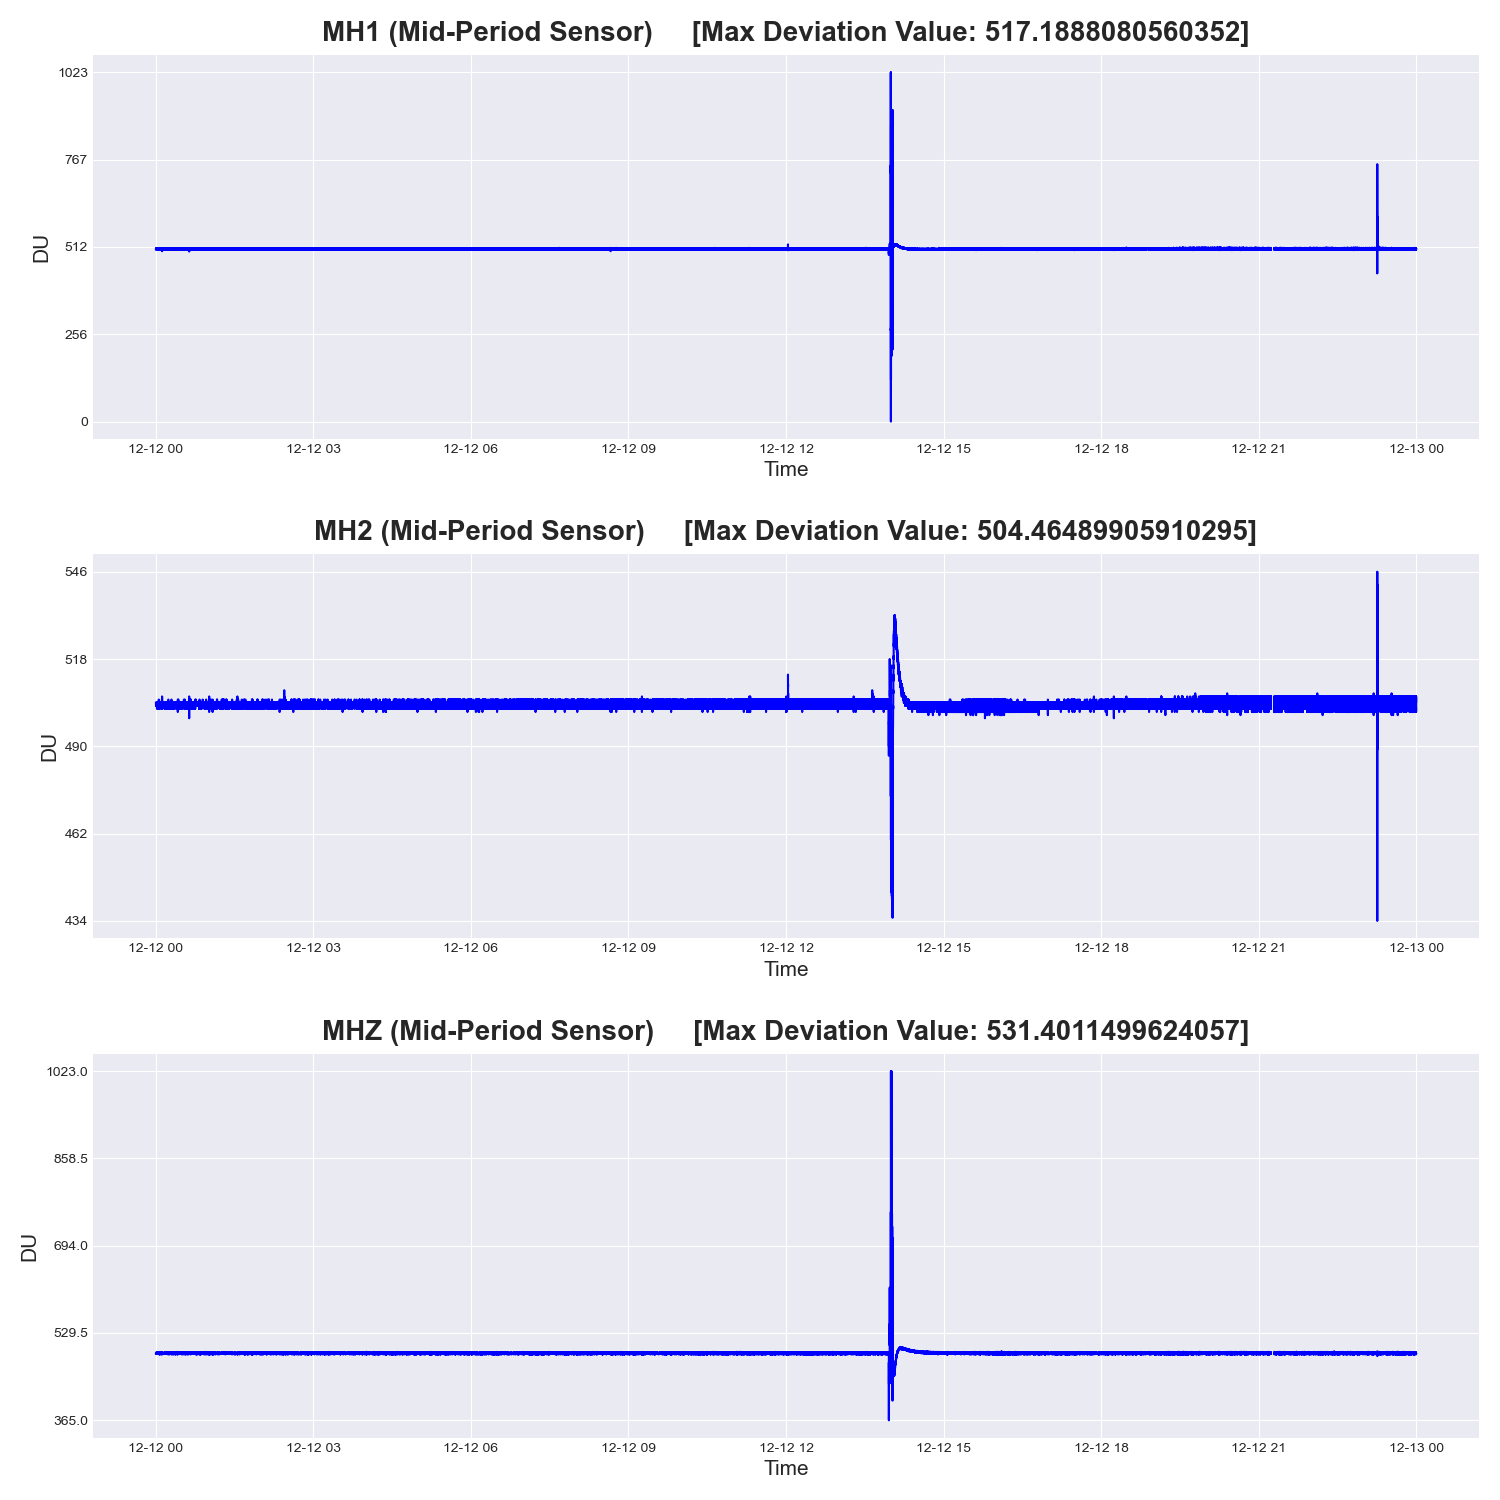 MH1 (Mid-Period Sensor) [Max Deviation Value: 517.1888080560352]
1023
767
512
256
0
DU
12-12 00 12-12 03 12-12 06 12-12 09 12-12 12 12-12 15 12-12 18 12-12 21 12-13 00
Time
MH2 (Mid-Period Sensor) [Max Deviation Value: 504.46489905910295]
546
518
490
462
434
DU
12-12 00 12-12 03 12-12 06 12-12 09 12-12 12 12-12 15 12-12 18 12-12 21 12-13 00
Time
MHZ (Mid-Period Sensor) [Max Deviation Value: 531.4011499624057]
1023.0
858.5
694.0
529.5
365.0
DU
12-12 00 12-12 03 12-12 06 12-12 09 12-12 12 12-12 15 12-12 18 12-12 21 12-13 00
Time